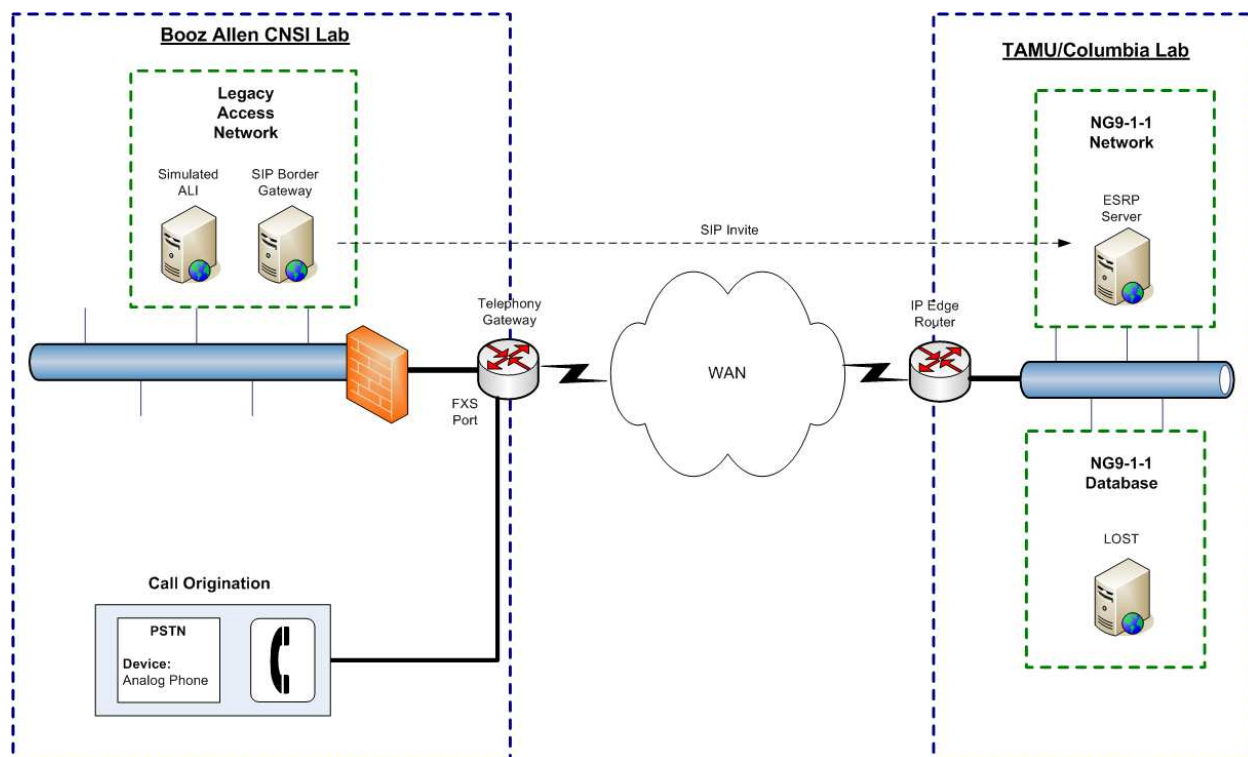 Booz Allen CNSI Lab
Legacy
Access
Network
Simulated
ALI
SIP Border
Gateway
Telephony
Gateway
FXS
Port
Call Origination
PSTN
Device:
Analog Phone
SIP Invite
WAN
TAMU/Columbia Lab
NG9-1-1
Network
ESRP
Server
IP Edge
Router
NG9-1-1
Database
LOST